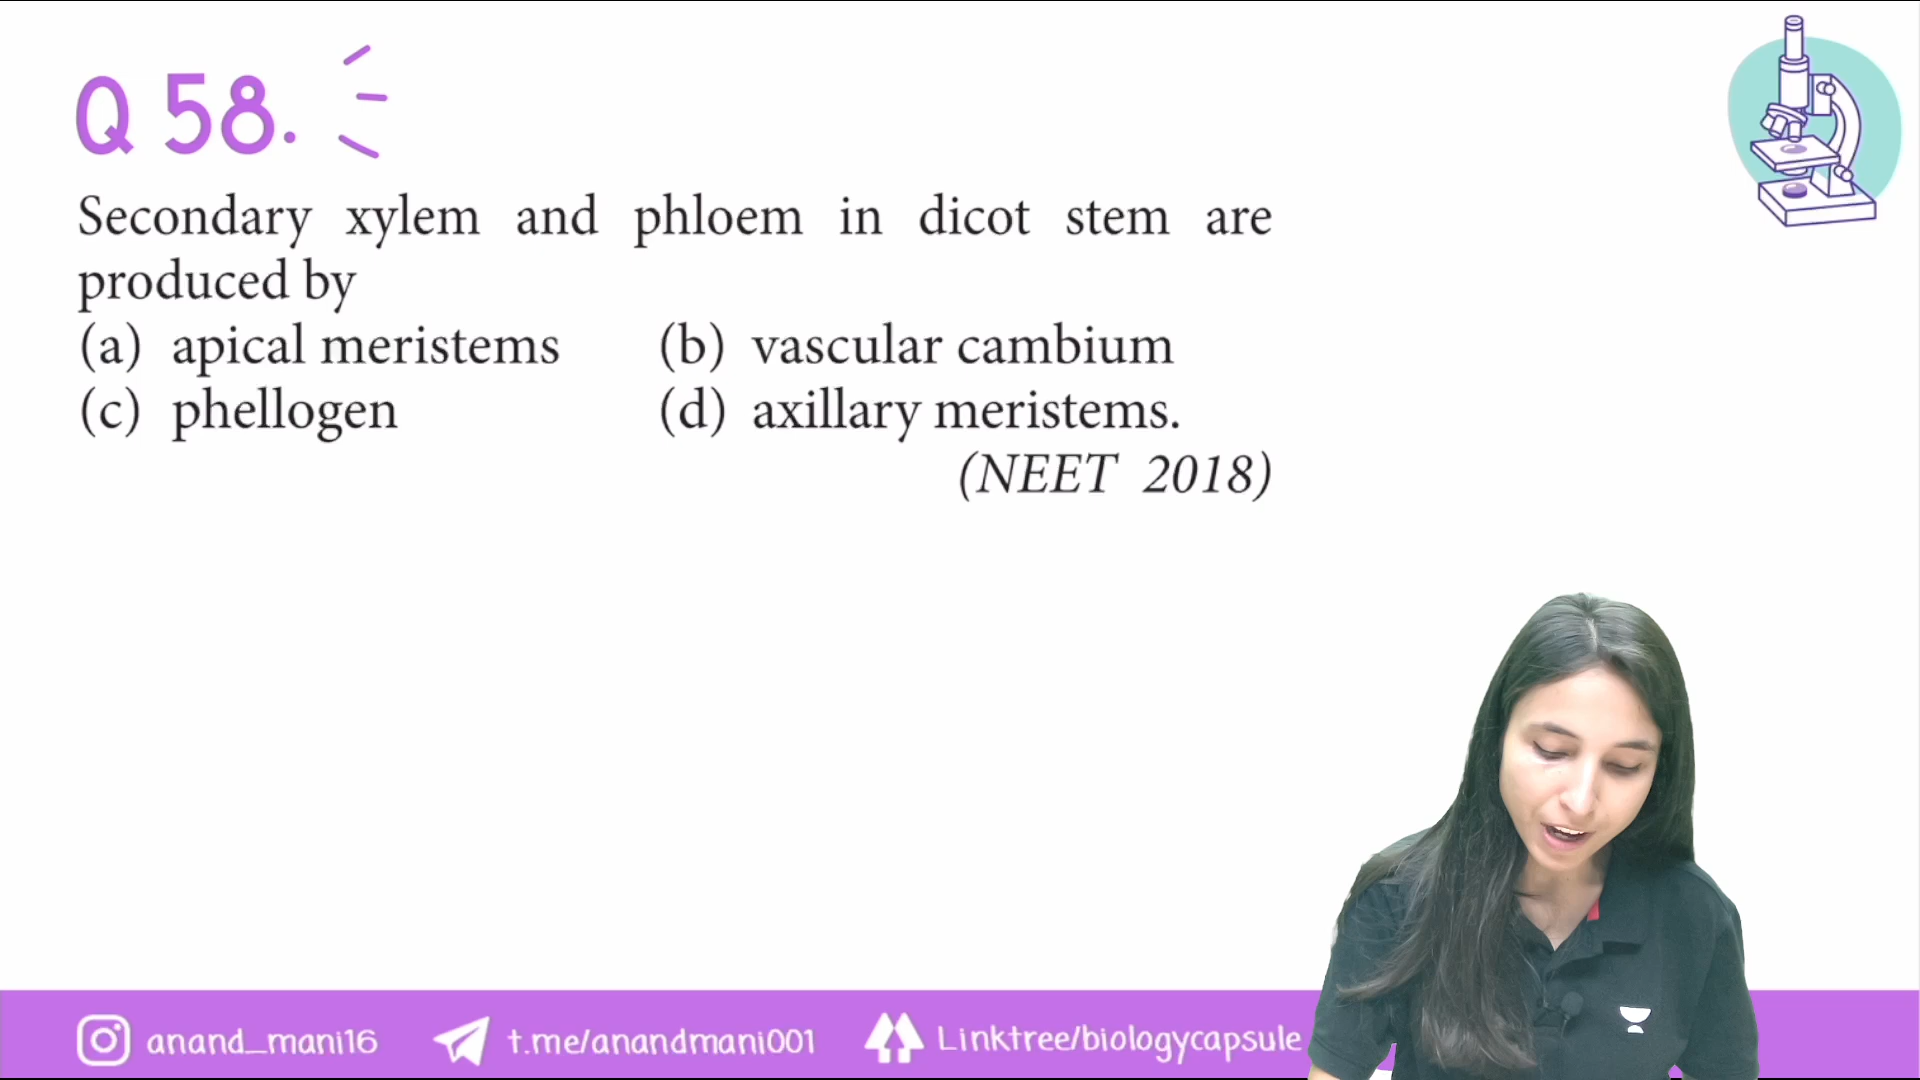 Q 58.
Secondary xylem and phloem in dicot stem are
produced by
(a) apical meristems (b) vascular cambium
(c) phellogen (d) axillary meristems.
(NEET 2018)
anand_mani16 t.me/anandmani001 Linktree/biologycapsule